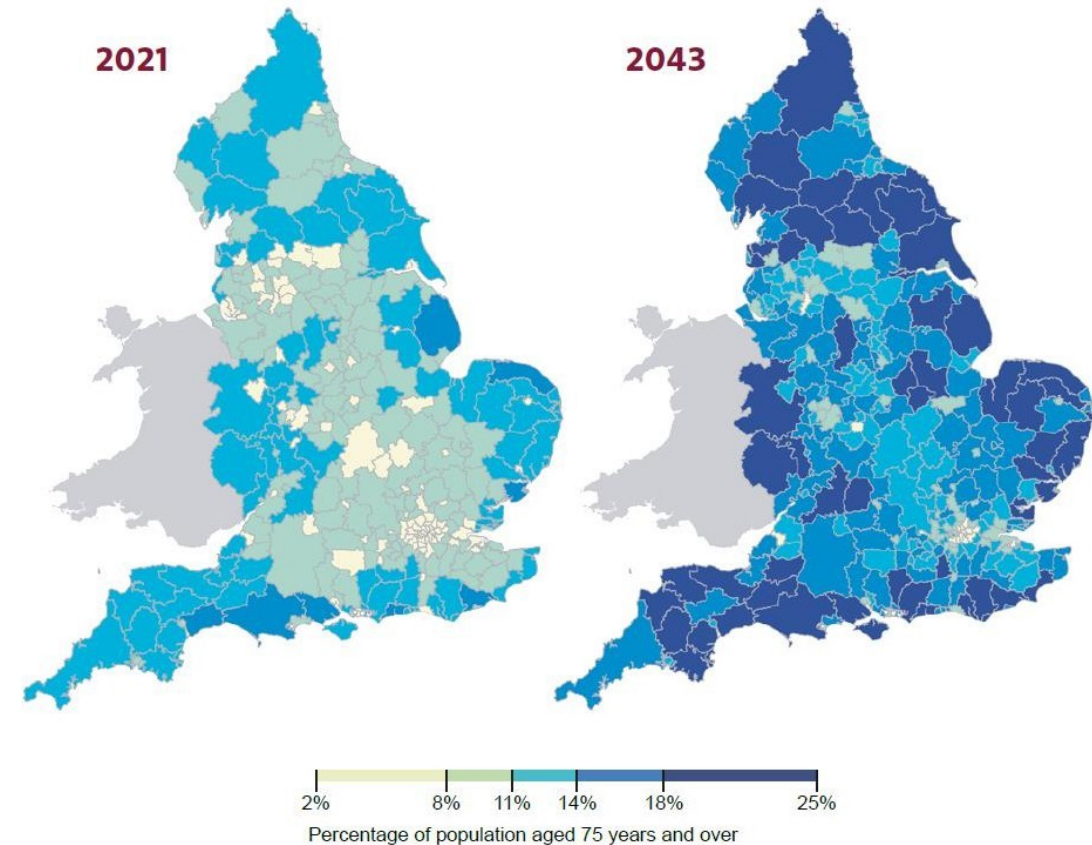 2021
2043
2% 8% 11% 14% 18% 25%
Percentage of population aged 75 years and over